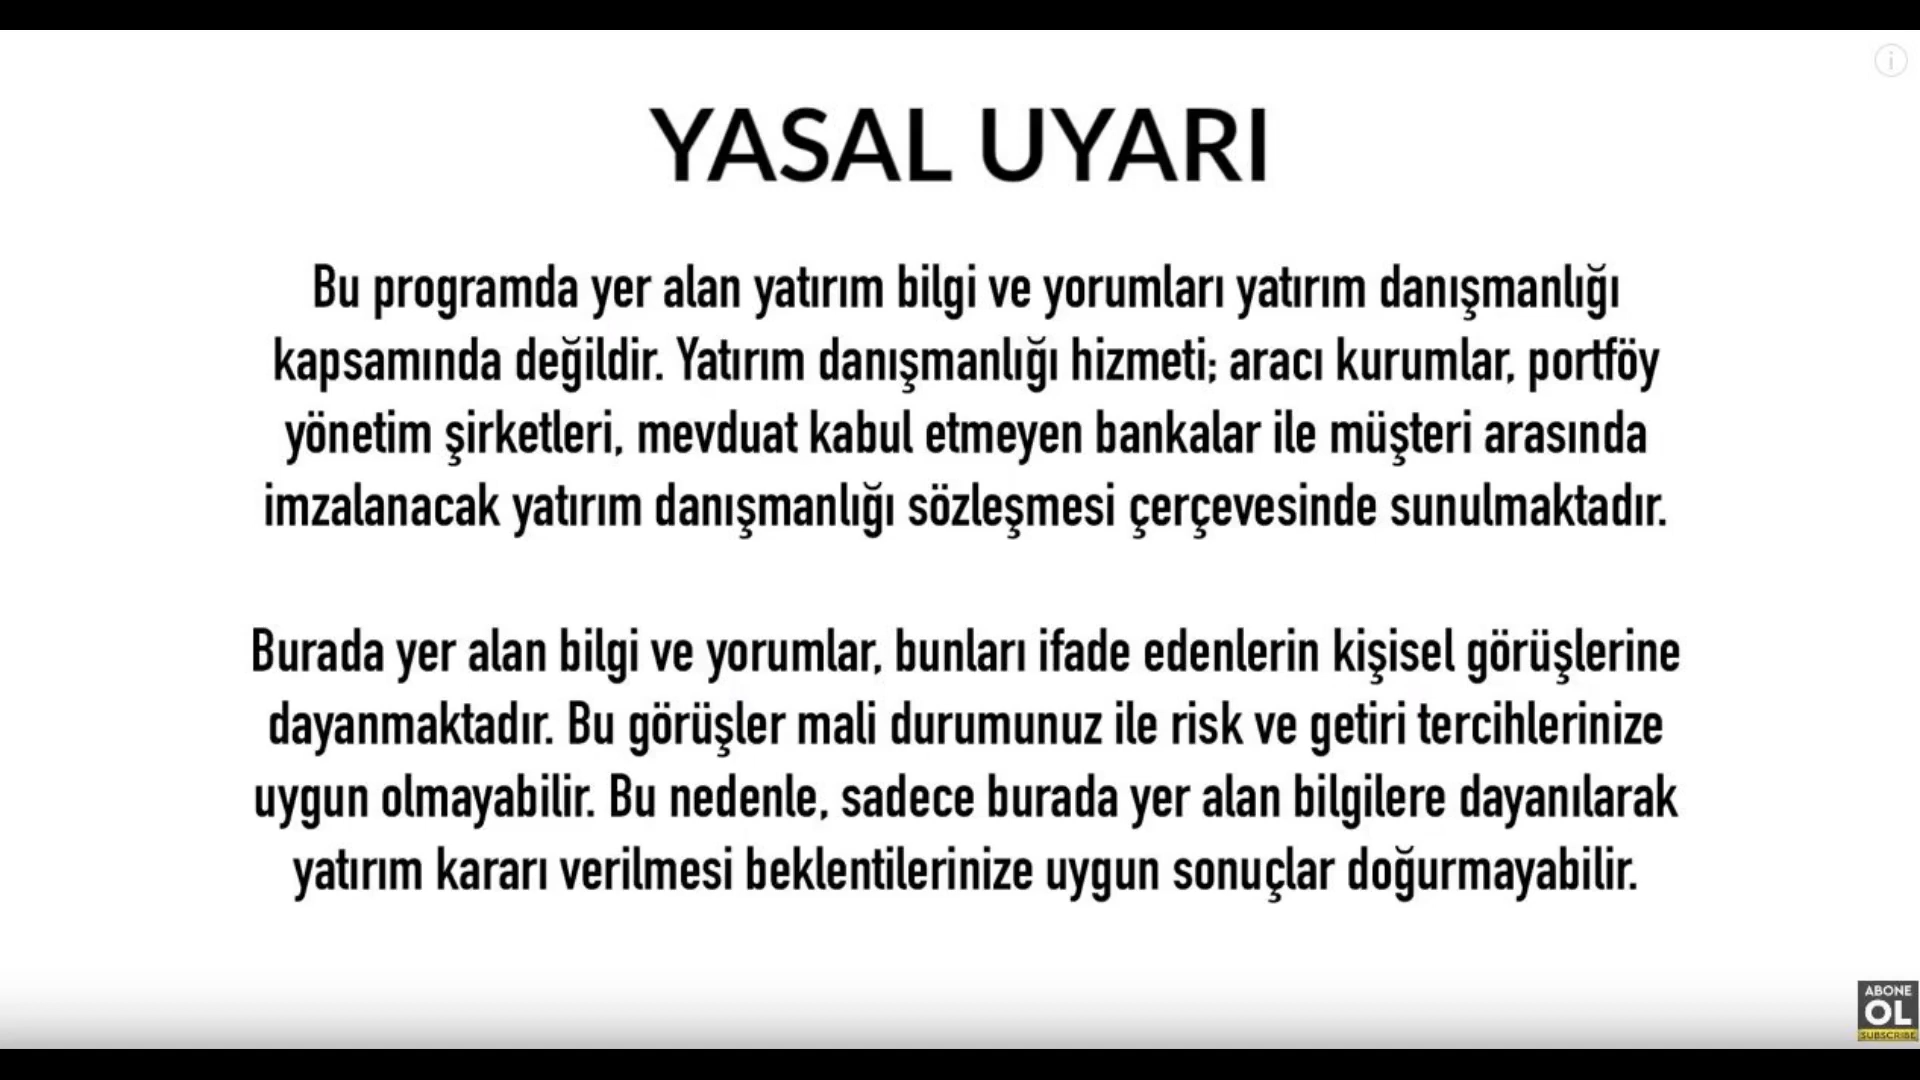 YASAL UYARI
Bu programda yer alan yatırım bilgi ve yorumları yatırım danışmanlığı
kapsamında değildir. Yatırım danışmanlığı hizmeti; aracı kurumlar, portföy
yönetim şirketleri, mevduat kabul etmeyen bankalar ile müşteri arasında
imzalanacak yatırım danışmanlığı sözleşmesi çerçevesinde sunulmaktadır.
Burada yer alan bilgi ve yorumlar, bunları ifade edenlerin kişisel görüşlerine
dayanmaktadır. Bu görüşler mali durumunuz ile risk ve getiri tercihlerinize
uygun olmayabilir. Bu nedenle, sadece burada yer alan bilgilere dayanılarak
yatırım kararı verilmesi beklentilerinize uygun sonuçlar doğurmayabilir.
ABONE
OL
SUBSCRIBE